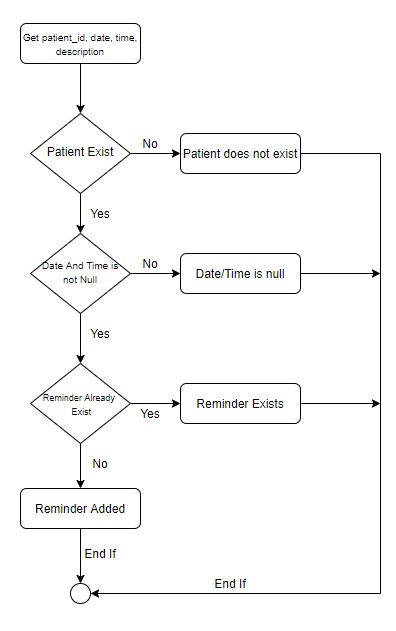 Get patient_id, date, time,
description
Patient Exist
No
Patient does not exist
Yes
Date And Time is
not Null
No
Date/Time is null
Yes
Reminder Already
Exist
Yes
Reminder Exists
No
Reminder Added
End If
End If